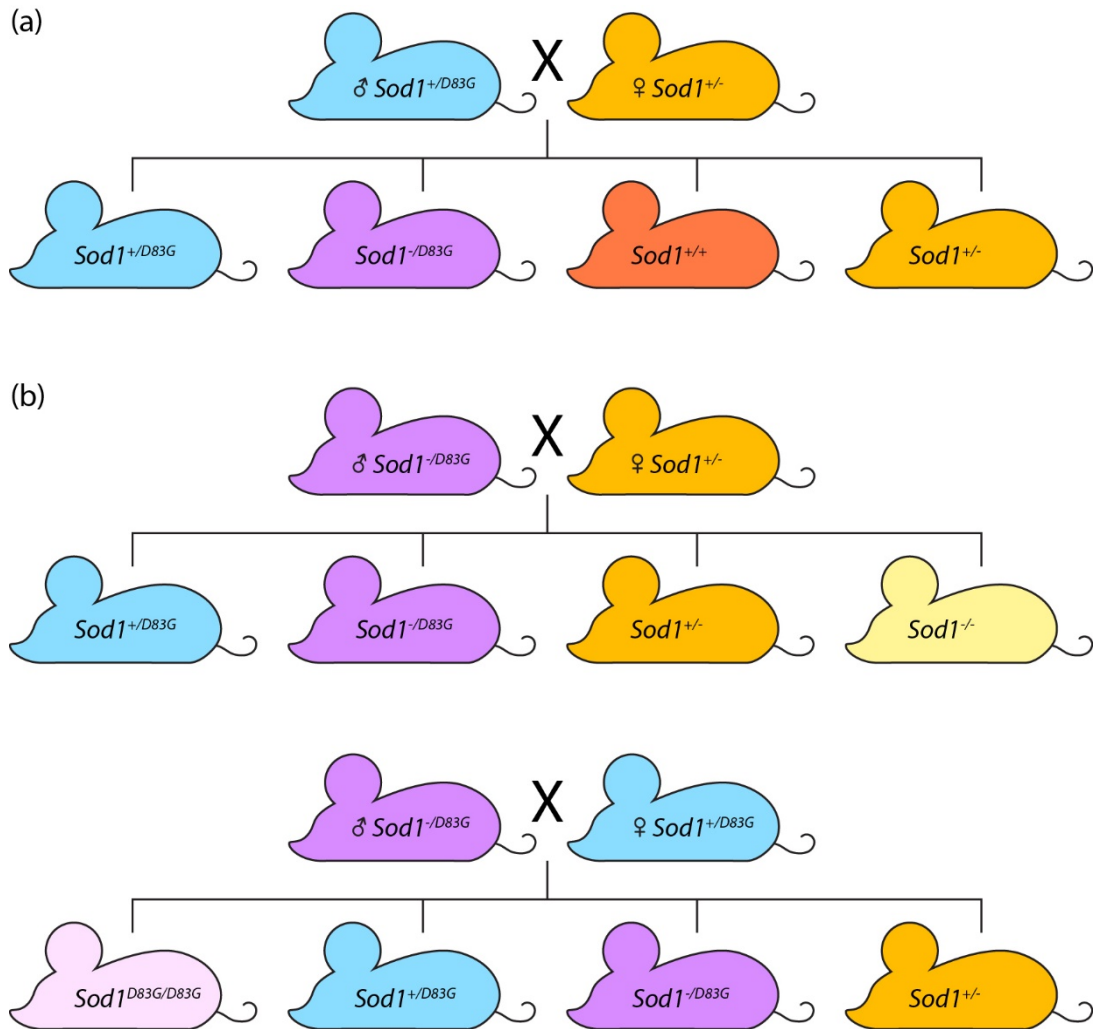 (a)
♂ Sod1+/D83G X ♀ Sod1+/-
Sod1+/D83G Sod1-/D83G Sod1+/+ Sod1+/-
(b)
♂ Sod1-/D83G X ♀ Sod1+/-
Sod1+/D83G Sod1-/D83G Sod1+/- Sod1-/-
♂ Sod1-/D83G X ♀ Sod1+/D83G
Sod1D83G/D83G Sod1+/D83G Sod1-/D83G Sod1+/-